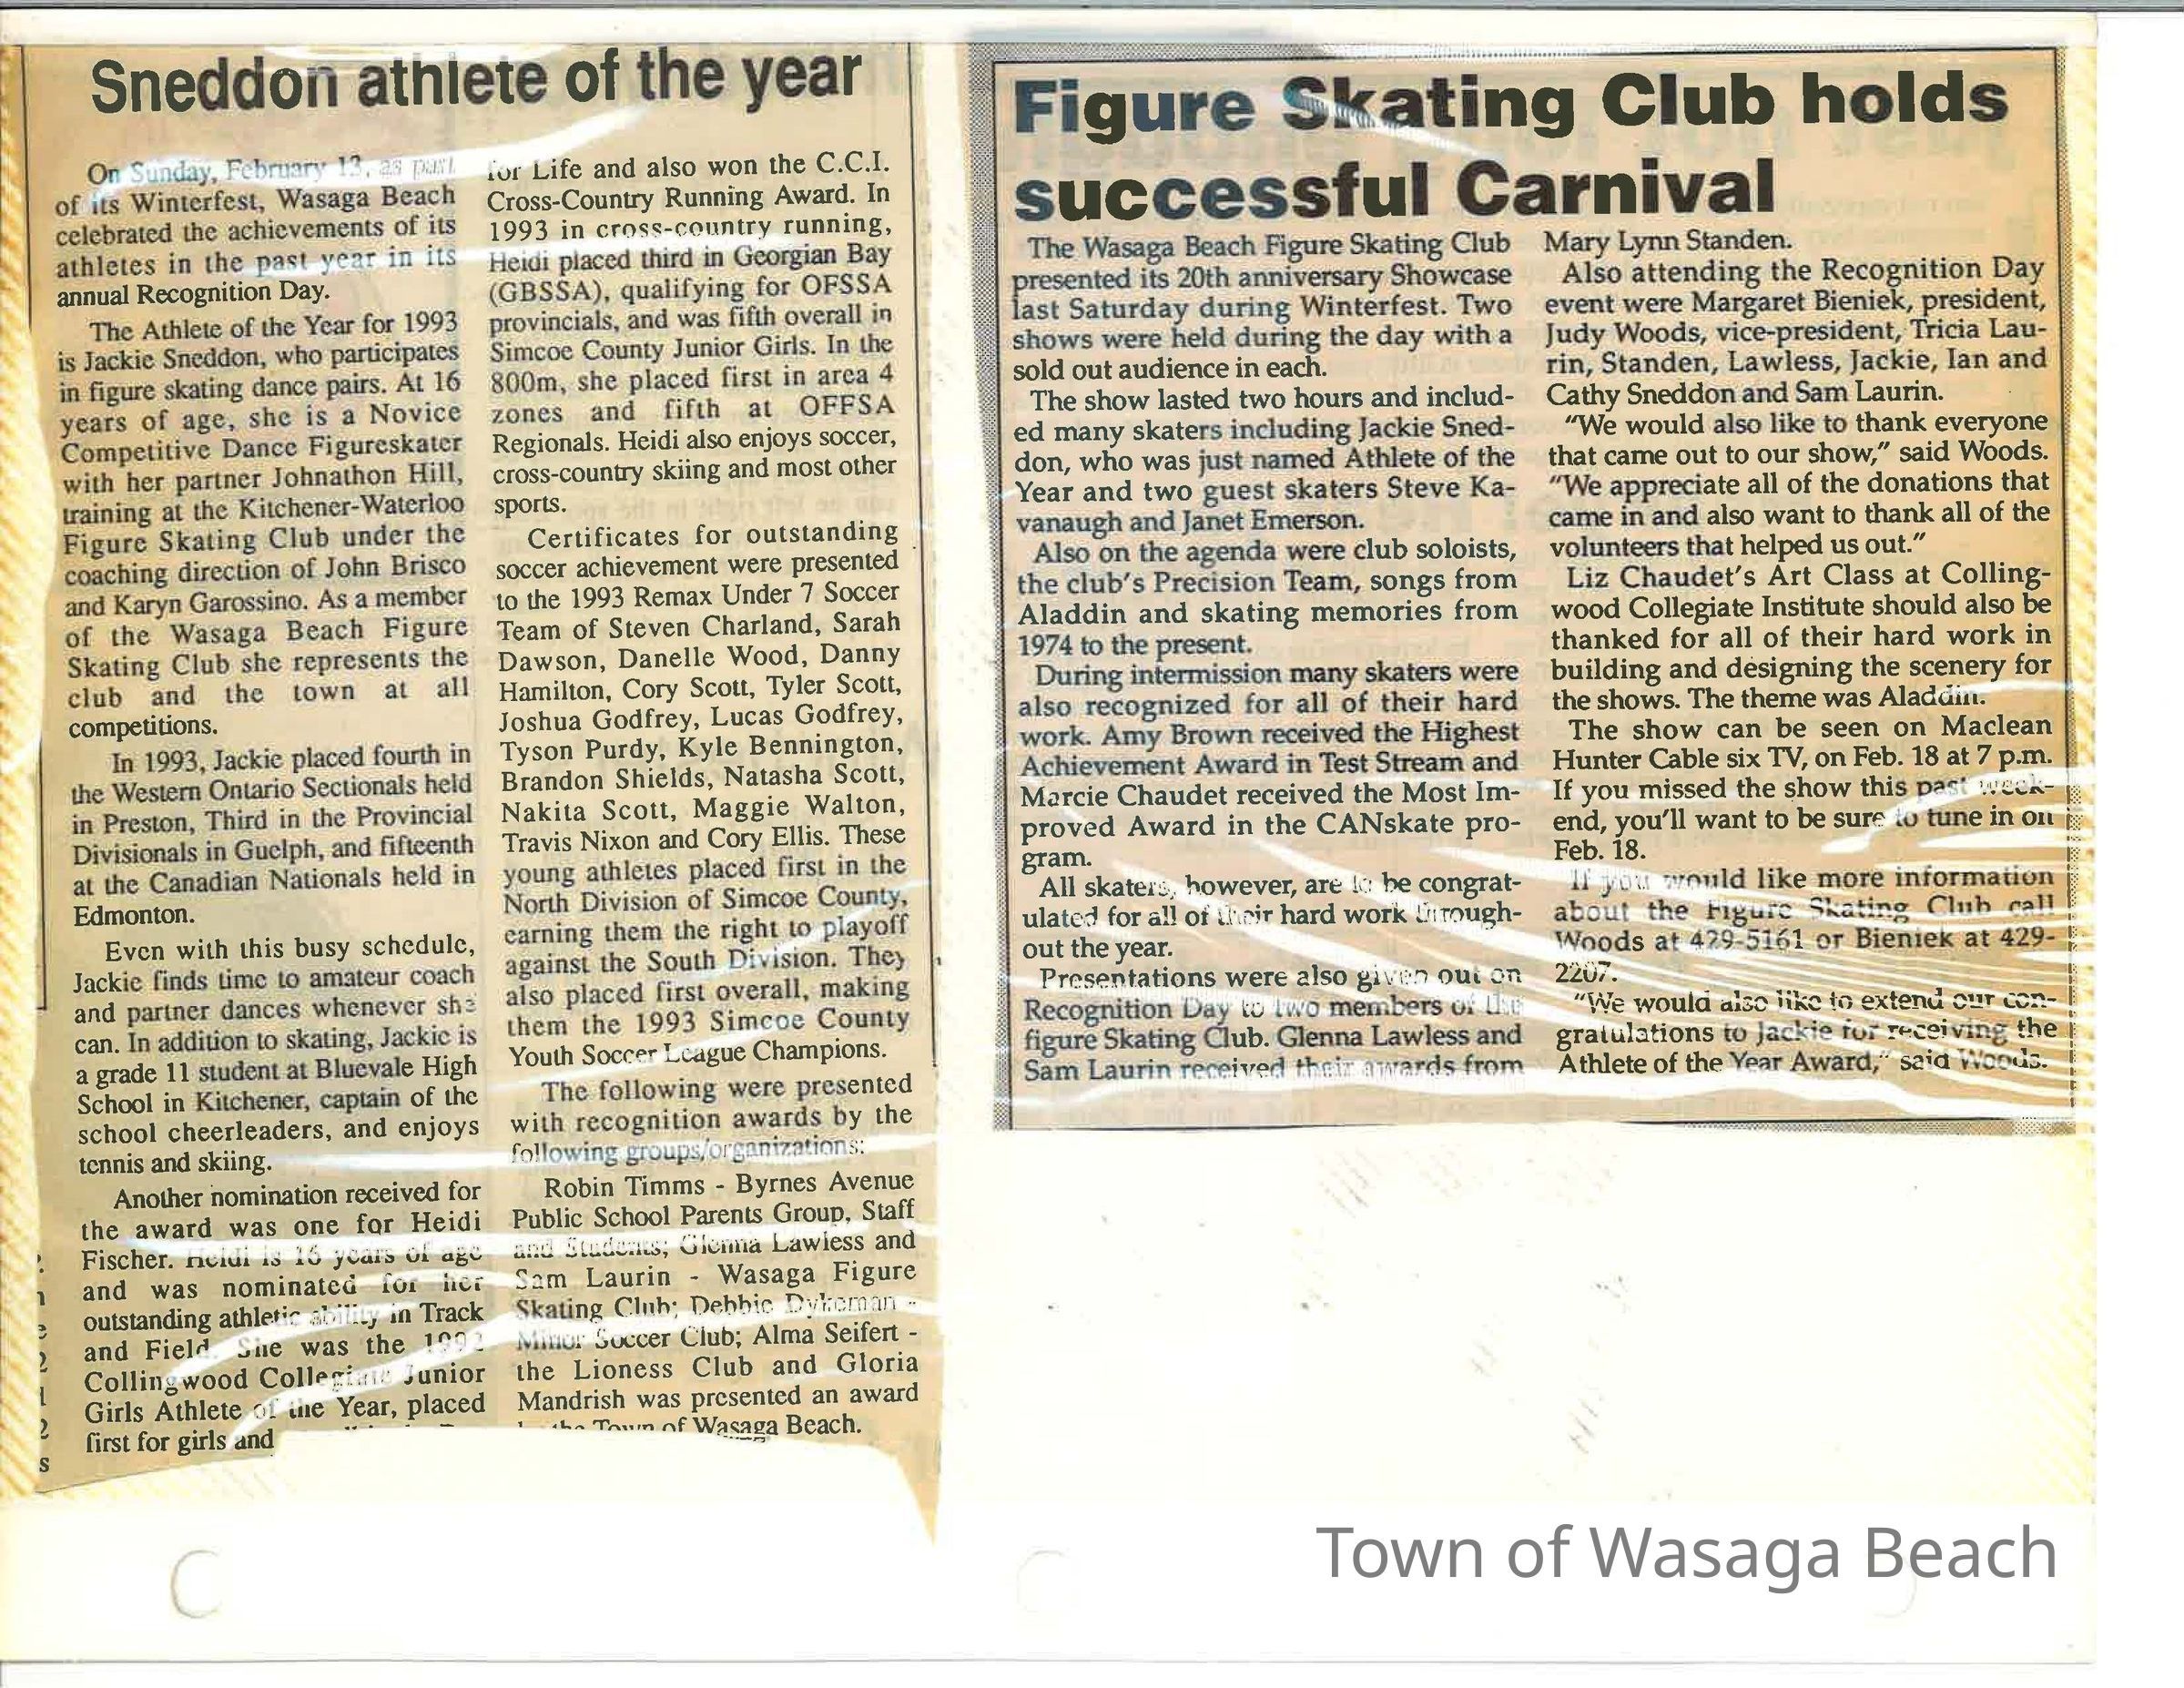 Sneddon athlete of the year
On Sunday, February 13, as part
of its Winterfest, Wasaga Beach
celebrated the achievements of its
athletes in the past year in its
annual Recognition Day.
The Athlete of the Year for 1993
is Jackie Sneddon, who participates
in figure skating dance pairs. At 16
years of age, she is a Novice
Competitive Dance Figureskater
with her partner Johnathon Hill,
training at the Kitchener-Waterloo
Figure Skating Club under the
coaching direction of John Brisco
and Karyn Garossino. As a member
of the Wasaga Beach Figure
Skating Club she represents the
club and the town at all
competitions.
In 1993, Jackie placed fourth in
the Western Ontario Sectionals held
in Preston, Third in the Provincial
Divisionals in Guelph, and fifteenth
at the Canadian Nationals held in
Edmonton.
Even with this busy schedule,
Jackie finds time to amateur coach
and partner dances whenever she
can. In addition to skating, Jackie is
a grade 11 student at Bluevale High
School in Kitchener, captain of the
school cheerleaders, and enjoys
tennis and skiing.
Another nomination received for
the award was one for Heidi
Fischer. Heidi is 16 years of age
and was nominated for her
outstanding athletic ability in Track
and Field. She was the
Collingwood Collegiate Junior
Girls Athlete of the Year, placed
first for girls and
for Life and also won the C.C.I.
Cross-Country Running Award. In
1993 in cross-country running,
Heidi placed third in Georgian Bay
(GBSSA), qualifying for OFSSA
provincials, and was fifth overall in
Simcoe County Junior Girls. In the
800m, she placed first in area 4
zones and fifth at OFFSA
Regionals. Heidi also enjoys soccer,
cross-country skiing and most other
sports.
Certificates for outstanding
soccer achievement were presented
to the 1993 Remax Under 7 Soccer
Team of Steven Charland, Sarah
Dawson, Danelle Wood, Danny
Hamilton, Cory Scott, Tyler Scott,
Joshua Godfrey, Lucas Godfrey,
Tyson Purdy, Kyle Bennington,
Brandon Shields, Natasha Scott,
Nakita Scott, Maggie Walton,
Travis Nixon and Cory Ellis. These
young athletes placed first in the
North Division of Simcoe County,
earning them the right to playoff
against the South Division. They
also placed first overall, making
them the 1993 Simcoe County
Youth Soccer League Champions.
The following were presented
with recognition awards by the
following groups/organizations:
Robin Timms - Byrnes Avenue
Public School Parents Group, Staff
and Students; Glenna Lawless and
Sam Laurin - Wasaga Figure
Skating Club; Debbie Dykeman -
Minor Soccer Club; Alma Seifert -
the Lioness Club and Gloria
Mandrish was presented an award
by the Town of Wasaga Beach.
Figure Skating Club holds
successful Carnival
The Wasaga Beach Figure Skating Club
presented its 20th anniversary Showcase
last Saturday during Winterfest. Two
shows were held during the day with a
sold out audience in each.
The show lasted two hours and includ-
ed many skaters including Jackie Sned-
don, who was just named Athlete of the
Year and two guest skaters Steve Ka-
vanaugh and Janet Emerson.
Also on the agenda were club soloists,
the club's Precision Team, songs from
Aladdin and skating memories from
1974 to the present.
During intermission many skaters were
also recognized for all of their hard
work. Amy Brown received the Highest
Achievement Award in Test Stream and
Marcie Chaudet received the Most Im-
proved Award in the CANskate pro-
gram.
All skaters, however, are to be congrat-
ulated for all of their hard work through-
out the year.
Presentations were also given out on
Recognition Day to two members of the
figure Skating Club. Glenna Lawless and
Sam Laurin received their awards from
Mary Lynn Standen.
Also attending the Recognition Day
event were Margaret Bieniek, president,
Judy Woods, vice-president, Tricia Lau-
rin, Standen, Lawless, Jackie, Ian and
Cathy Sneddon and Sam Laurin.
"We would also like to thank everyone
that came out to our show," said Woods.
"We appreciate all of the donations that
came in and also want to thank all of the
volunteers that helped us out."
Liz Chaudet's Art Class at Colling-
wood Collegiate Institute should also be
thanked for all of their hard work in
building and designing the scenery for
the shows. The theme was Aladdin.
The show can be seen on Maclean
Hunter Cable six TV, on Feb. 18 at 7 p.m.
If you missed the show this past week-
end, you'll want to be sure to tune in on
Feb. 18.
If you would like more information
about the Figure Skating Club call
Woods at 429-5161 or Bieniek at 429-
2207.
"We would also like to extend our con-
gratulations to Jackie for receiving the
Athlete of the Year Award," said Woods.
Town of Wasaga Beach